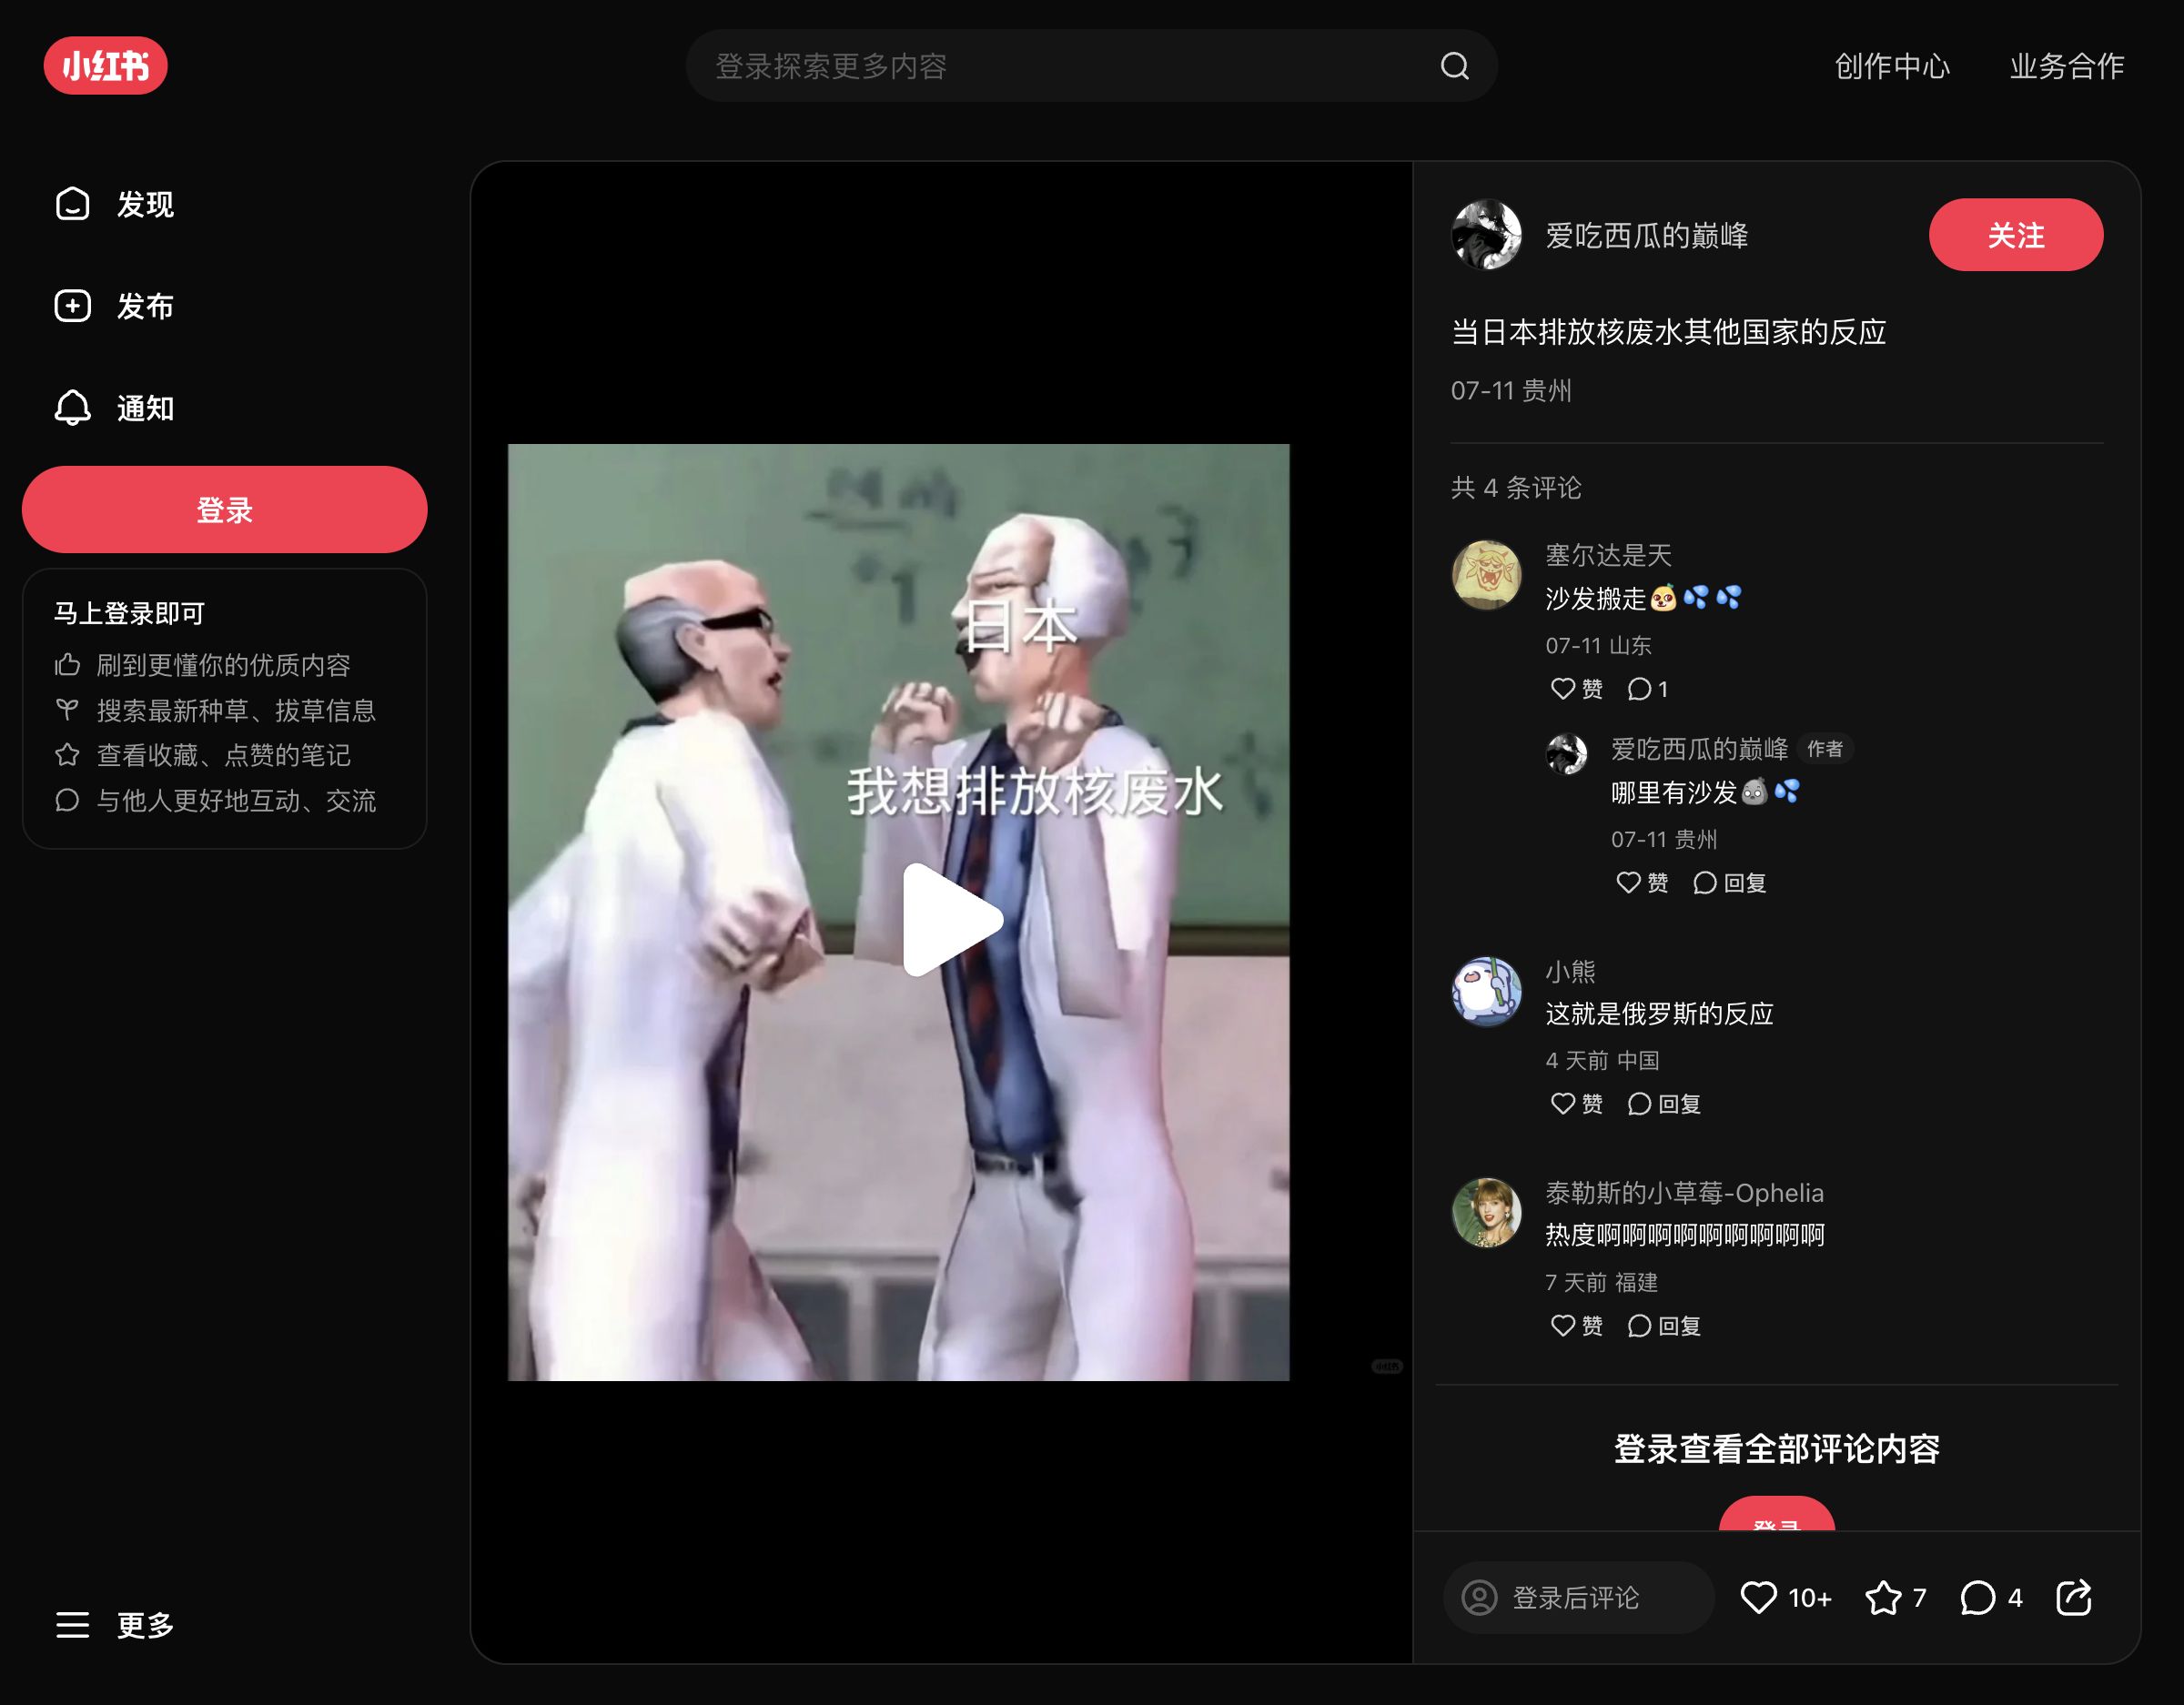 小红书
登录探索更多内容
创作中心
业务合作
发现
发布
通知
登录
马上登录即可
刷到更懂你的优质内容
搜索最新种草、拔草信息
查看收藏、点赞的笔记
与他人更好地互动、交流
更多
日本
我想排放核废水
小红书
爱吃西瓜的巅峰
关注
当日本排放核废水其他国家的反应
07-11 贵州
共 4 条评论
塞尔达是天
沙发搬走
07-11 山东
赞 1
爱吃西瓜的巅峰 作者
哪里有沙发
07-11 贵州
赞 回复
小熊
这就是俄罗斯的反应
4 天前 中国
赞 回复
泰勒斯的小草莓-Ophelia
热度啊啊啊啊啊啊啊啊啊
7 天前 福建
赞 回复
登录查看全部评论内容
登录
登录后评论
10+ 7 4